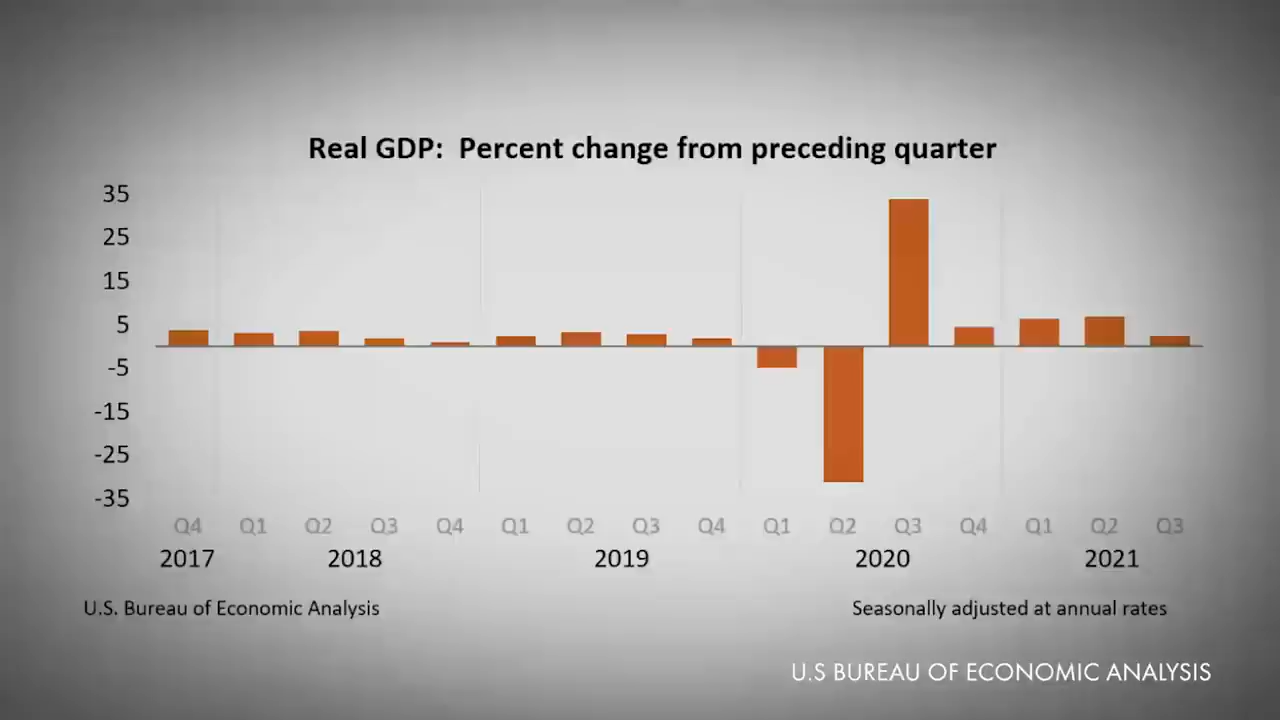 Real GDP:  Percent change from preceding quarter
35
25
15
5
-5
-15
-25
-35
Q4 Q1 Q2 Q3 Q4 Q1 Q2 Q3 Q4 Q1 Q2 Q3 Q4 Q1 Q2 Q3
2017 2018 2019 2020 2021
U.S. Bureau of Economic Analysis
Seasonally adjusted at annual rates
U.S BUREAU OF ECONOMIC ANALYSIS